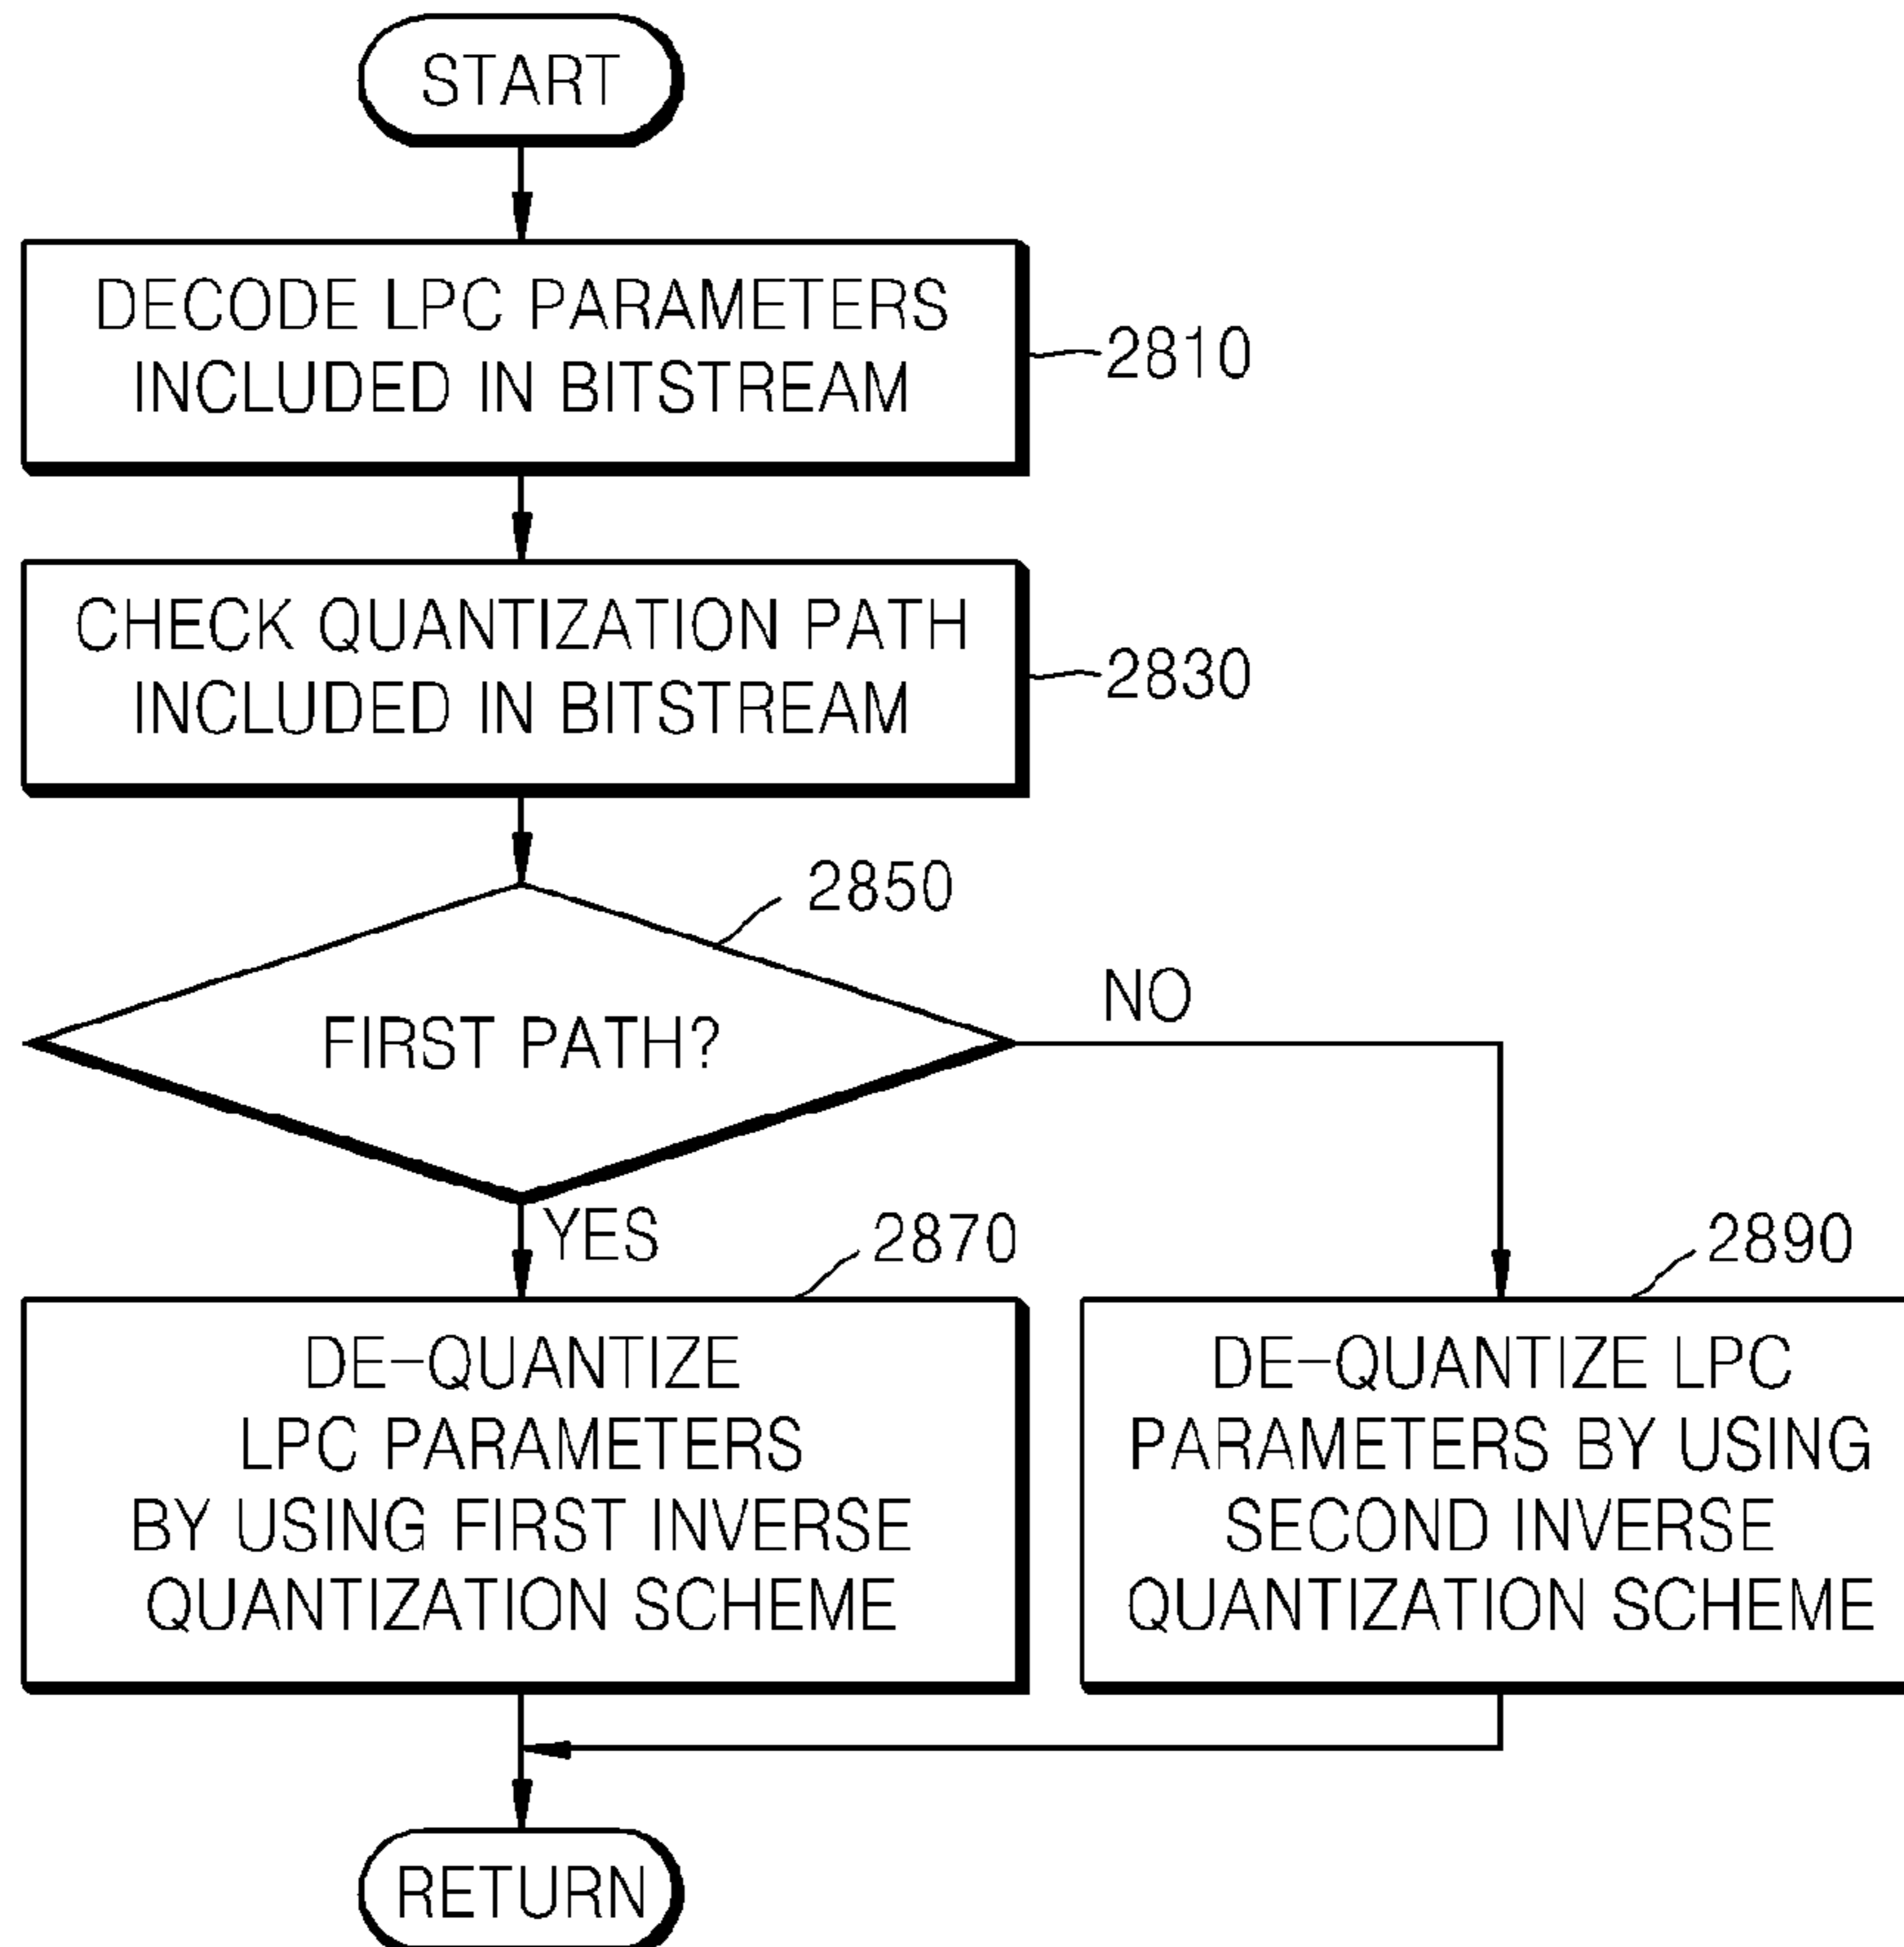 START
DECODE LPC PARAMETERS
INCLUDED IN BITSTREAM
2810
CHECK QUANTIZATION PATH
INCLUDED IN BITSTREAM
2830
2850
FIRST PATH?
NO
YES
2870
DE-QUANTIZE
LPC PARAMETERS
BY USING FIRST INVERSE
QUANTIZATION SCHEME
2890
DE-QUANTIZE LPC
PARAMETERS BY USING
SECOND INVERSE
QUANTIZATION SCHEME
RETURN